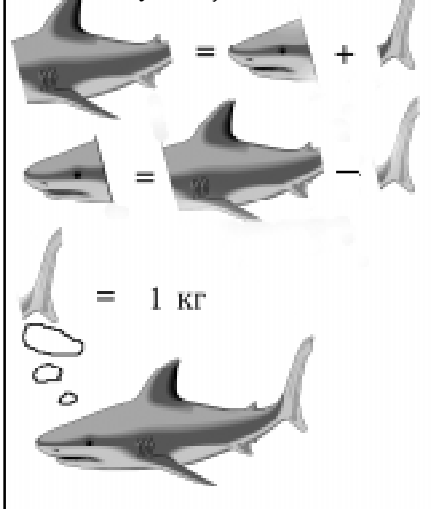 = +
= –
= 1 кг